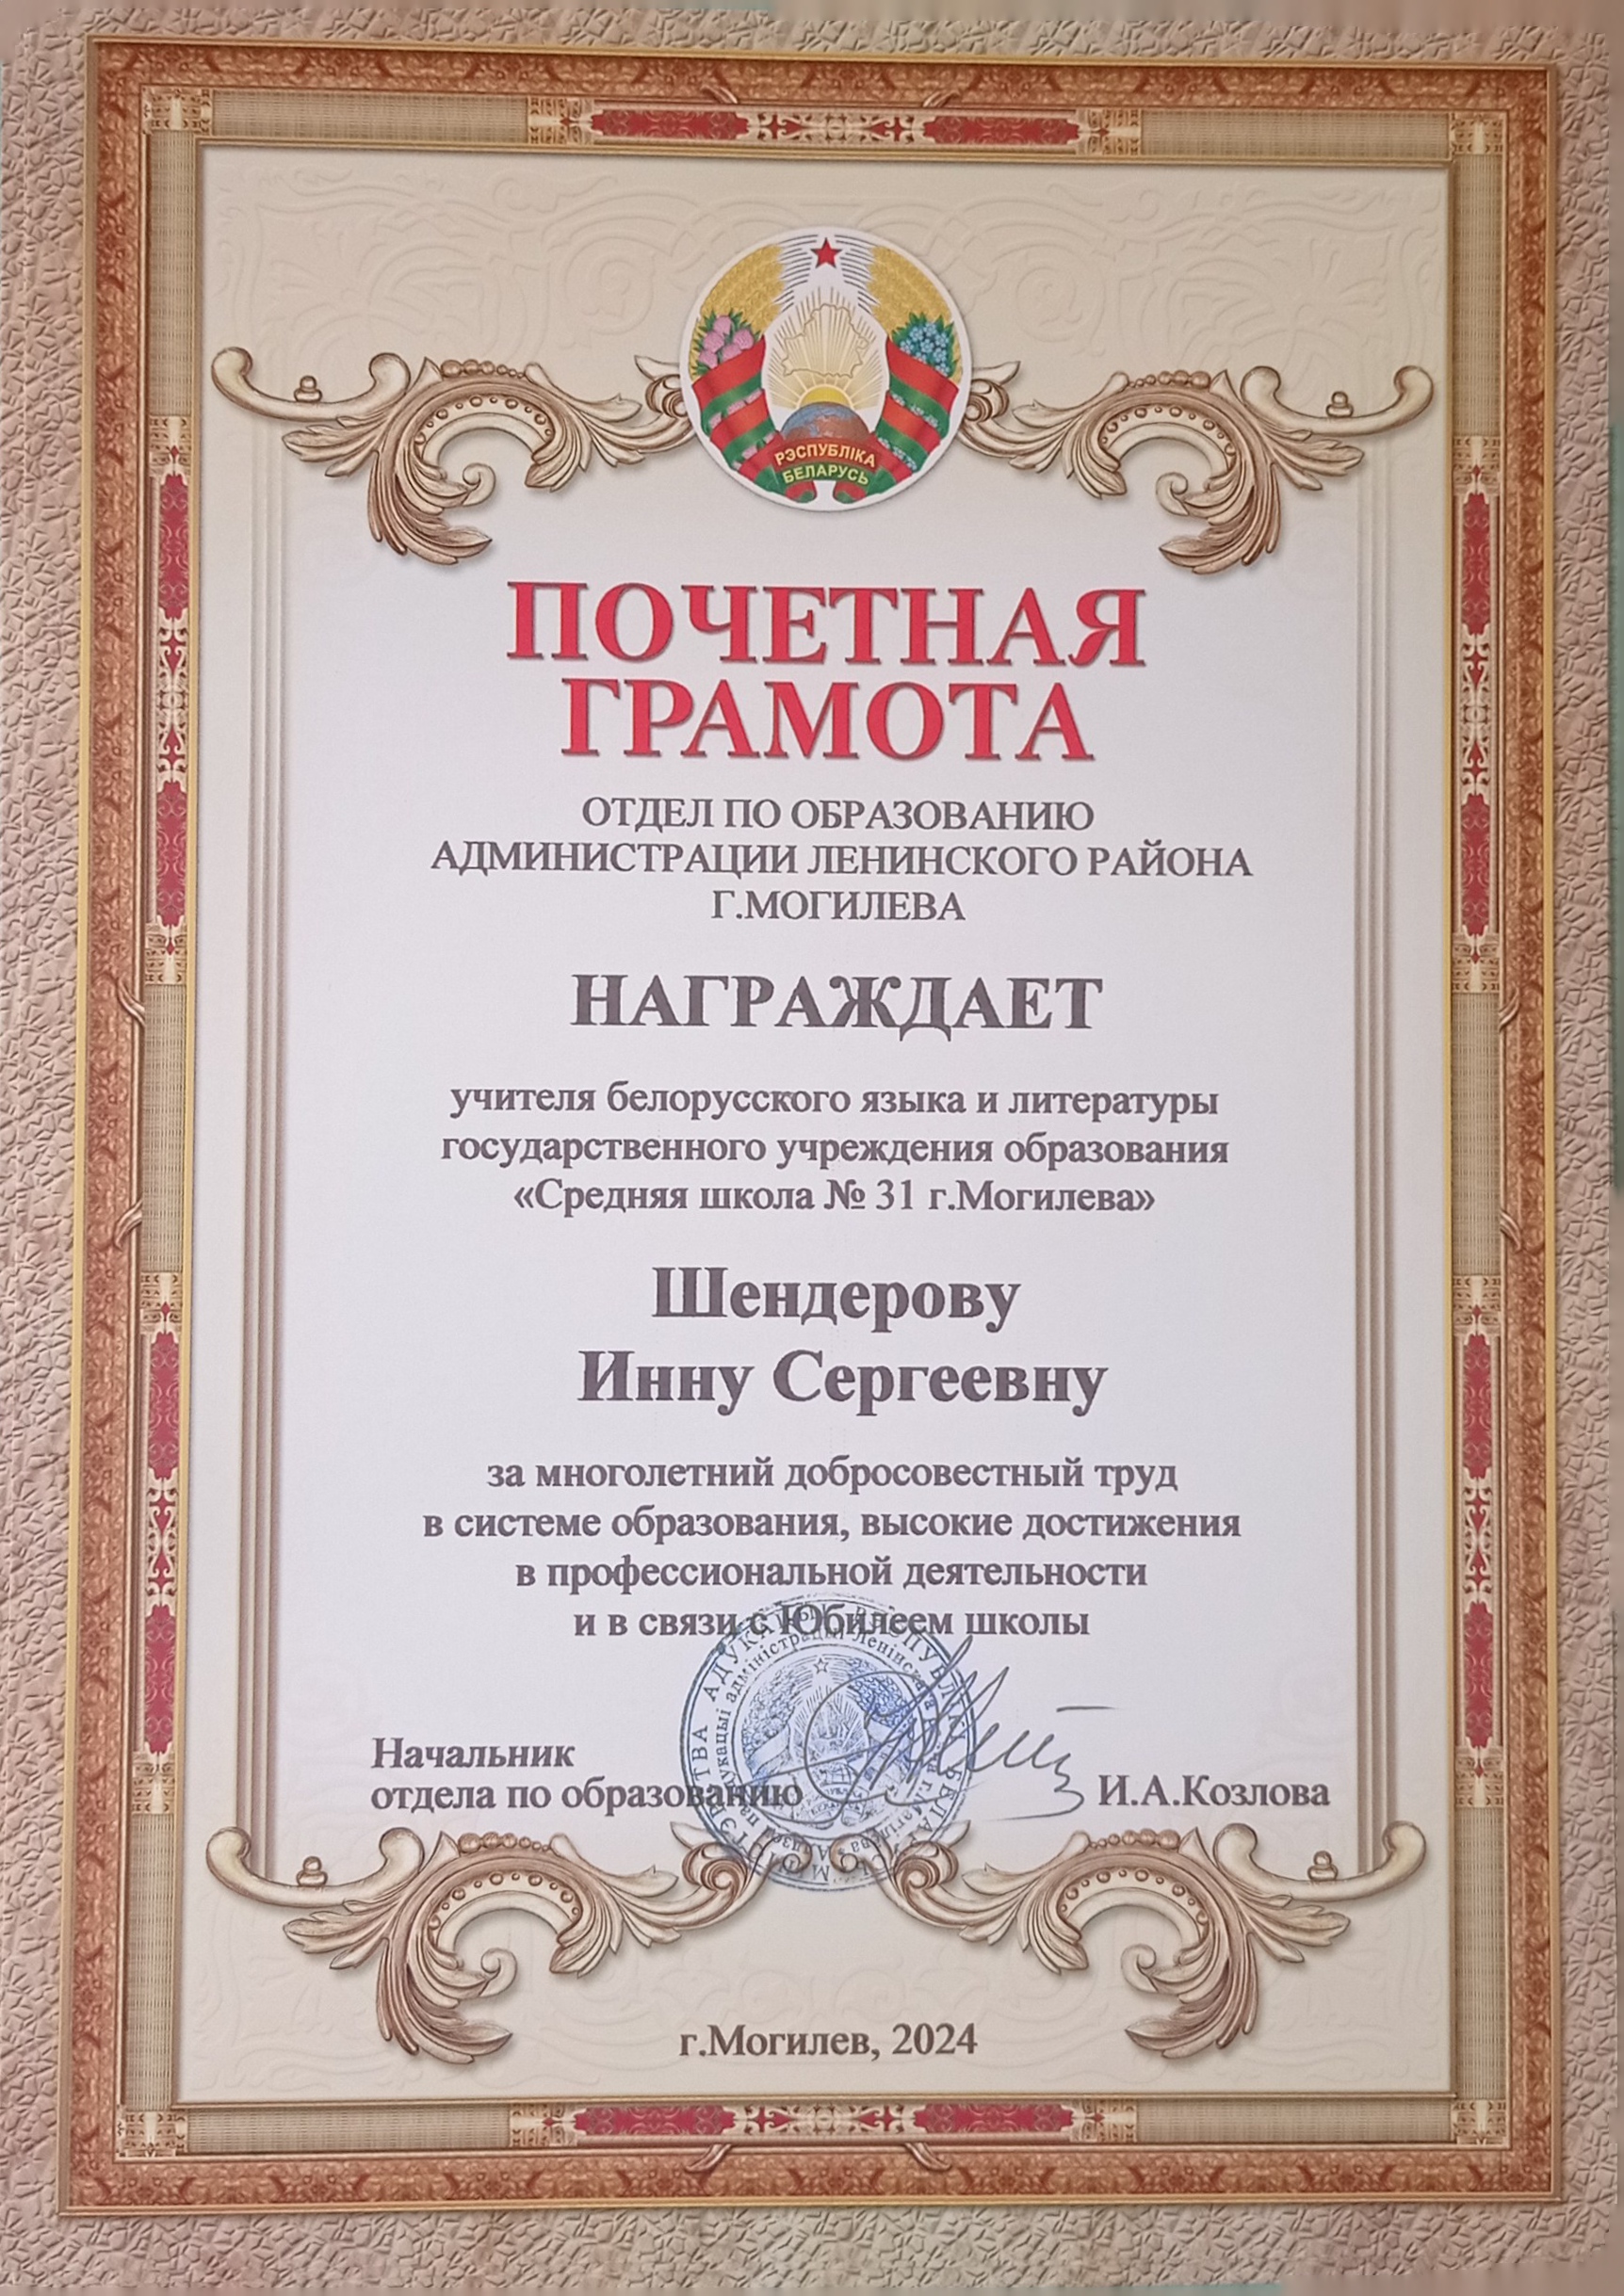 РЭСПУБЛІКА
БЕЛАРУСЬ
ПОЧЕТНАЯ
ГРАМОТА
ОТДЕЛ ПО ОБРАЗОВАНИЮ
АДМИНИСТРАЦИИ ЛЕНИНСКОГО РАЙОНА
Г.МОГИЛЕВА
НАГРАЖДАЕТ
учителя белорусского языка и литературы
государственного учреждения образования
«Средняя школа № 31 г.Могилева»
Шендерову
Инну Сергеевну
за многолетний добросовестный труд
в системе образования, высокие достижения
в профессиональной деятельности
и в связи с Юбилеем школы
Начальник
отдела по образованию
И.А.Козлова
г.Могилев, 2024